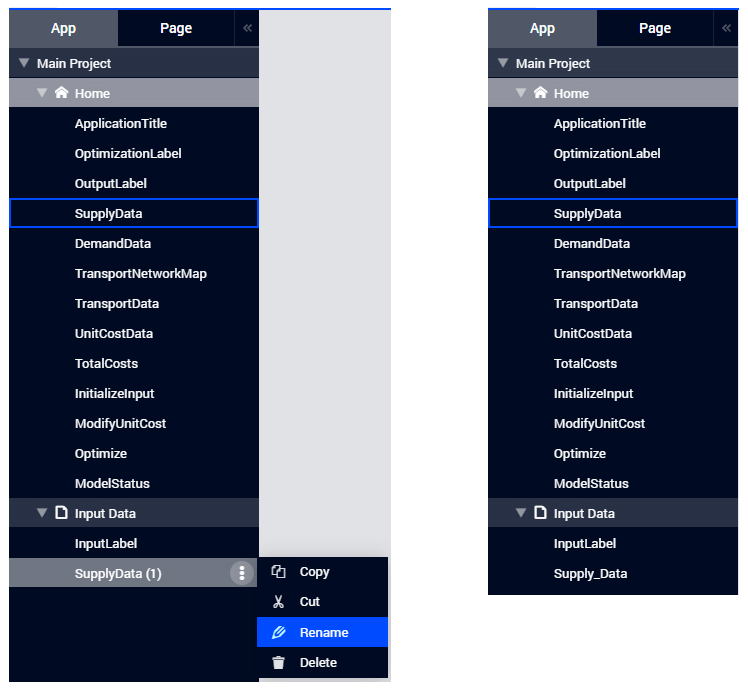 App Page «
Main Project
Home
ApplicationTitle
OptimizationLabel
OutputLabel
SupplyData
DemandData
TransportNetworkMap
TransportData
UnitCostData
TotalCosts
InitializeInput
ModifyUnitCost
Optimize
ModelStatus
Input Data
InputLabel
SupplyData (1)
Copy
Cut
Rename
Delete
App Page «
Main Project
Home
ApplicationTitle
OptimizationLabel
OutputLabel
SupplyData
DemandData
TransportNetworkMap
TransportData
UnitCostData
TotalCosts
InitializeInput
ModifyUnitCost
Optimize
ModelStatus
Input Data
InputLabel
Supply_Data